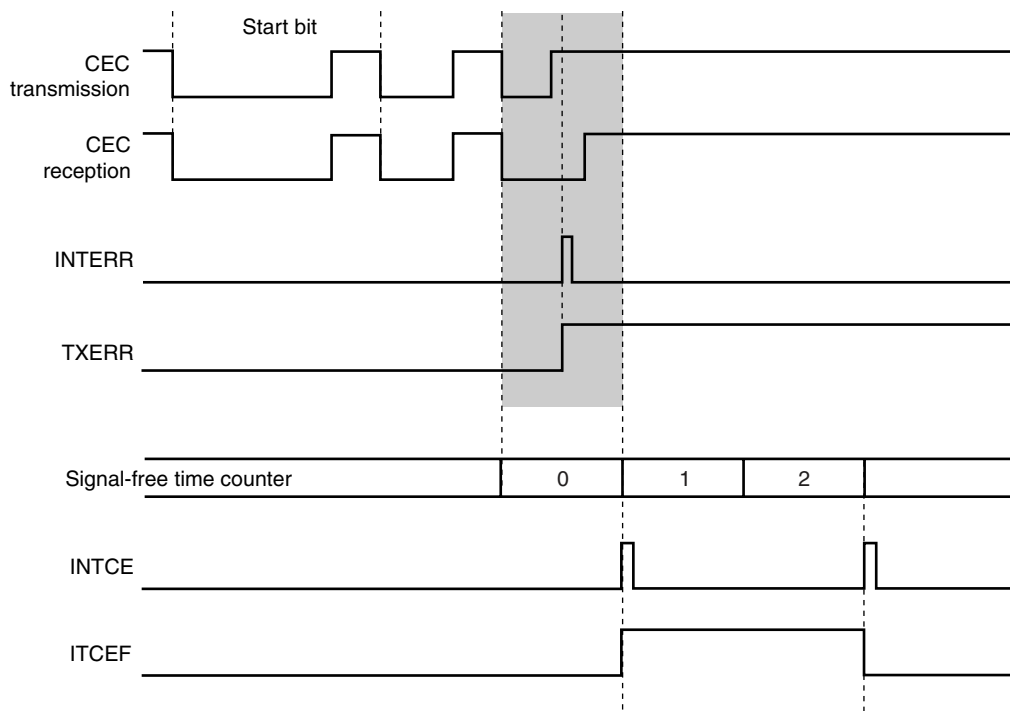 Start bit
CEC
transmission
CEC
reception
INTERR
TXERR
Signal-free time counter 0 1 2
INTCE
ITCEF